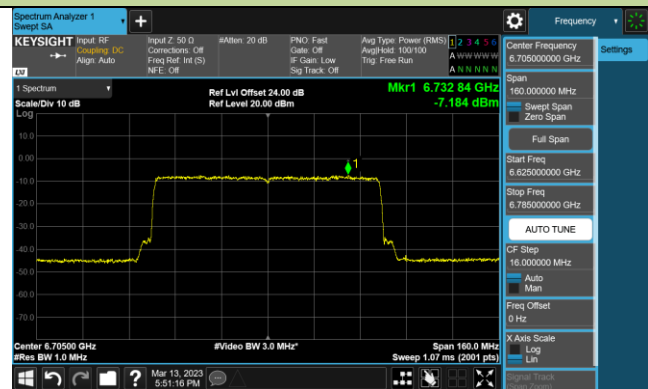 Spectrum Analyzer 1
Swept SA
Frequency
KEYSIGHT
Input: RF
Coupling: DC
Align: Auto
Input Z: 50 Ω
Corrections: Off
Freq Ref: Int (S)
NFE: Off
#Atten: 20 dB
PNO: Fast
Gate: Off
IF Gain: Low
Sig Track: Off
Avg Type: Power (RMS)
Avg|Hold: 100/100
Trig: Free Run
1 2 3 4 5 6
A W W W W W
A N N N N N
LXI
1 Spectrum
Scale/Div 10 dB
Log
Ref Lvl Offset 24.00 dB
Ref Level 20.00 dBm
Mkr1 6.732 84 GHz
-7.184 dBm
10.0
0.00
-10.0
-20.0
-30.0
-40.0
-50.0
-60.0
-70.0
1
Center 6.70500 GHz
#Res BW 1.0 MHz
#Video BW 3.0 MHz*
Span 160.0 MHz
Sweep 1.07 ms (2001 pts)
Mar 13, 2023
5:51:16 PM
Center Frequency
6.705000000 GHz
Span
160.000000 MHz
Swept Span
Zero Span
Full Span
Start Freq
6.625000000 GHz
Stop Freq
6.785000000 GHz
AUTO TUNE
CF Step
16.000000 MHz
Auto
Man
Freq Offset
0 Hz
X Axis Scale
Log
Lin
Signal Track
(Span Zoom)
Settings